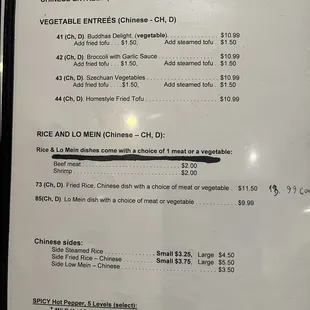 VEGETABLE ENTREÉS (Chinese - CH, D)
41 (Ch, D). Buddhas Delight, (vegetable) $10.99
Add fried tofu . . . $1.50, Add steamed tofu . $1.50
42 (Ch, D). Broccoli with Garlic Sauce $10.99
Add fried tofu . . . $1.50, Add steamed tofu . $1.50
43 (Ch, D). Szechuan Vegetables $10.99
Add fried tofu . . . $1.50, Add steamed tofu . $1.50
44 (Ch, D). Homestyle Fried Tofu $10.99
RICE AND LO MEIN (Chinese – CH, D):
Rice & Lo Mein dishes come with a choice of 1 meat or a vegetable:
Beef meat $2.00
Shrimp $2.00
73 (Ch, D). Fried Rice, Chinese dish with a choice of meat or vegetable . $11.50
85(Ch, D). Lo Mein dish with a choice of meat or vegetable $9.99
Chinese sides:
Side Steamed Rice Small $3.25, Large $4.50
Side Fried Rice – Chinese Small $3.75, Large $5.50
Side Low Mein – Chinese $3.50
SPICY Hot Pepper, 5 Levels (select):